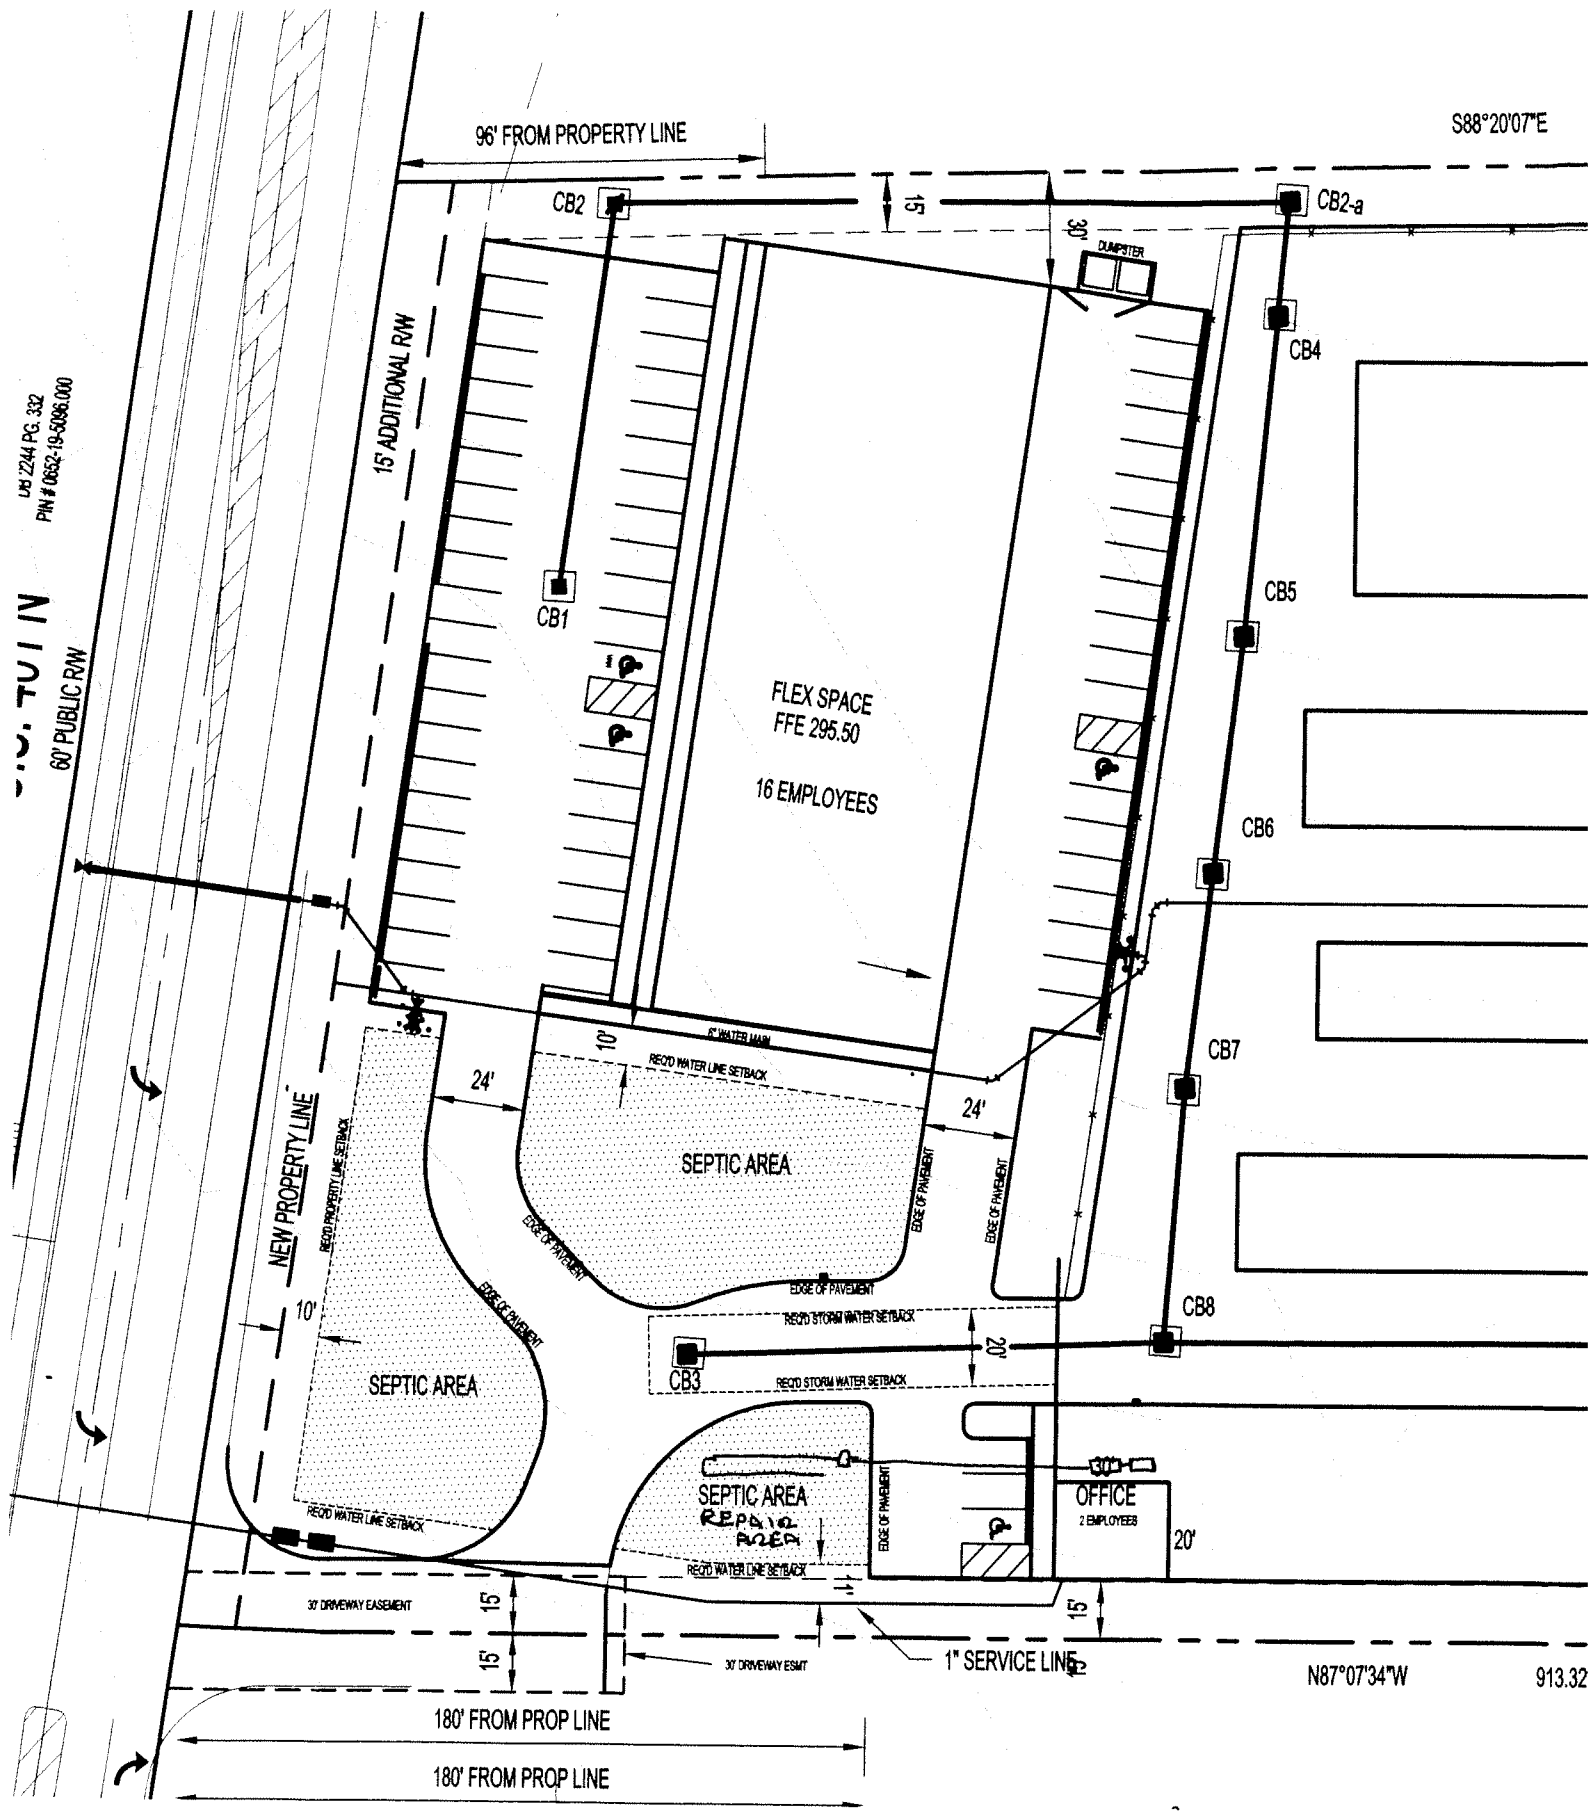 S88°20'07"E
96' FROM PROPERTY LINE
CB2
CB2-a
15'
30'
DUMPSTER
CB4
15' ADDITIONAL R/W
DB 2244 PG. 332
PIN # 0652-19-5096.000
60' PUBLIC R/W
CB1
CB5
FLEX SPACE
FFE 295.50
16 EMPLOYEES
CB6
CB7
6" WATER MAIN
10'
REQ'D WATER LINE SETBACK
24'
24'
NEW PROPERTY LINE
REQ'D PROPERTY LINE SETBACK
SEPTIC AREA
EDGE OF PAVEMENT
EDGE OF PAVEMENT
EDGE OF PAVEMENT
EDGE OF PAVEMENT
EDGE OF PAVEMENT
10'
REQ'D STORM WATER SETBACK
20'
CB8
CB3
REQ'D STORM WATER SETBACK
SEPTIC AREA
SEPTIC AREA
REPAIR
AREA
EDGE OF PAVEMENT
30'
OFFICE
2 EMPLOYEES
20'
REQ'D WATER LINE SETBACK
REQ'D WATER LINE SETBACK
30' DRIVEWAY EASEMENT
15'
15'
15'
30' DRIVEWAY ESMT
1" SERVICE LINE
N87°07'34"W
913.32
180' FROM PROP LINE
180' FROM PROP LINE